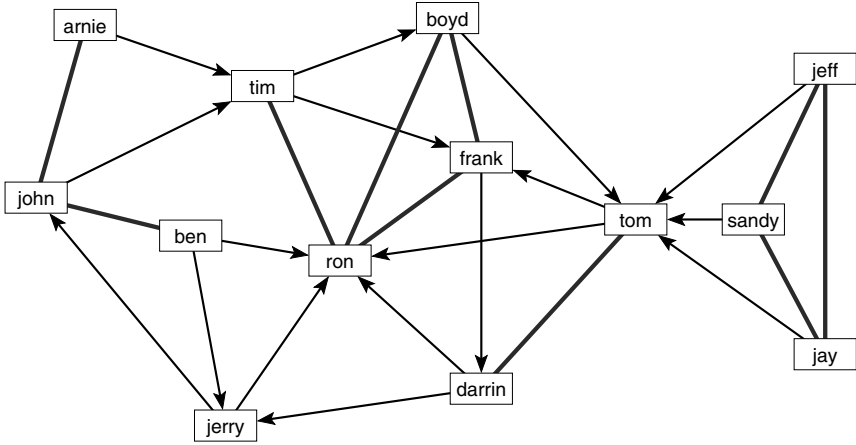 arnie
boyd
tim
jeff
frank
john
ben
tom
sandy
ron
jay
darrin
jerry